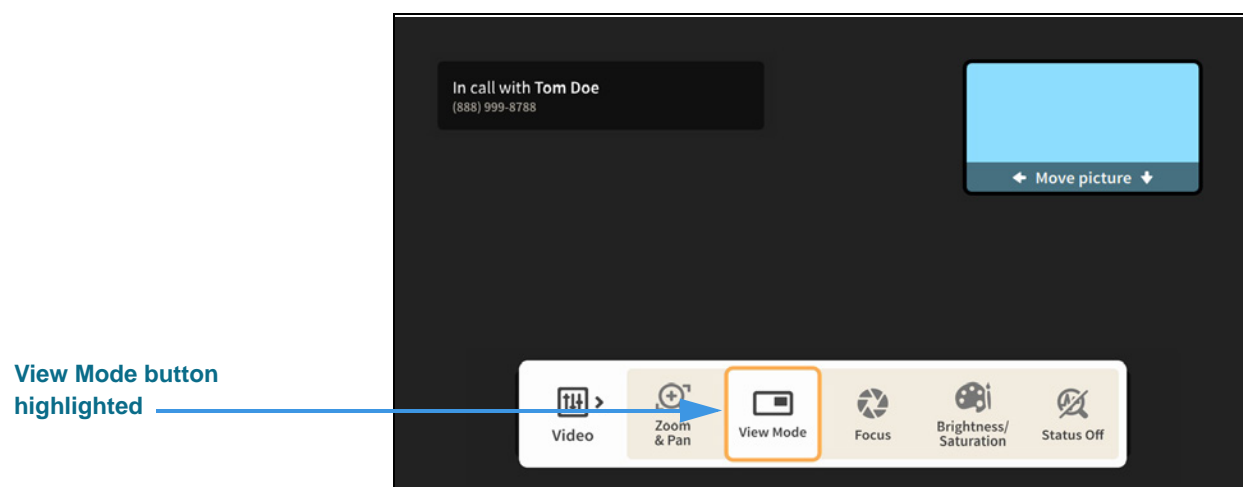 In call with Tom Doe
(888) 999-8788
Move picture
View Mode button
highlighted
Video
Zoom
& Pan
View Mode
Focus
Brightness/
Saturation
Status Off